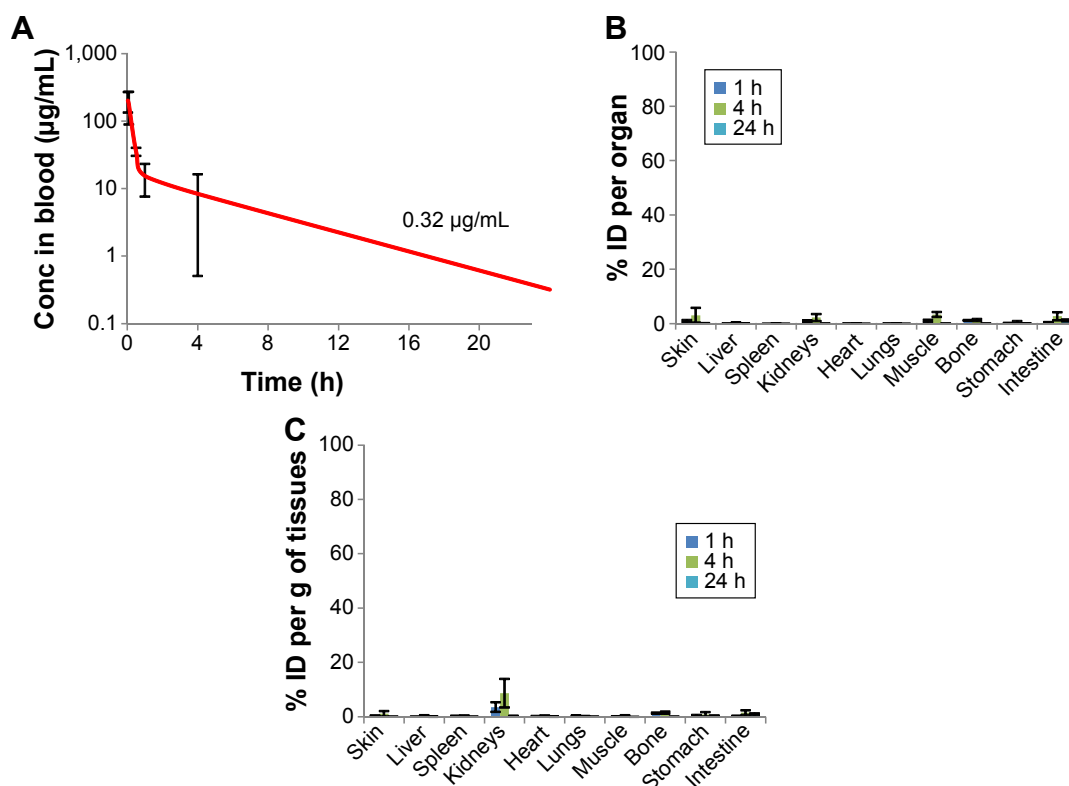 A
Conc in blood (µg/mL)
1,000
100
10
1
0.1
0.32 µg/mL
0
4
8
12
16
20
Time (h)
B
% ID per organ
100
80
60
40
20
0
1 h
4 h
24 h
Skin
Liver
Spleen
Kidneys
Heart
Lungs
Muscle
Bone
Stomach
Intestine
C
% ID per g of tissues
100
80
60
40
20
0
1 h
4 h
24 h
Skin
Liver
Spleen
Kidneys
Heart
Lungs
Muscle
Bone
Stomach
Intestine